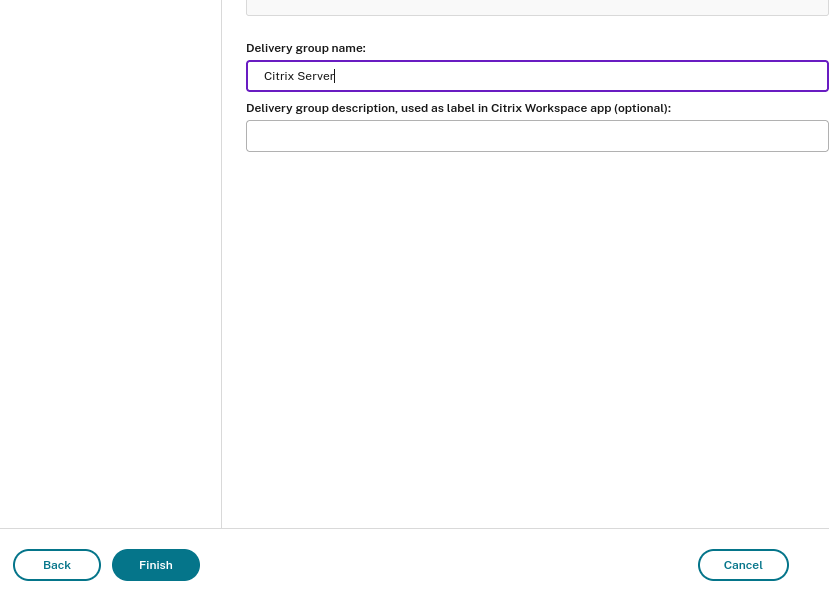 Delivery group name:
Citrix Server
Delivery group description, used as label in Citrix Workspace app (optional):
Back
Finish
Cancel